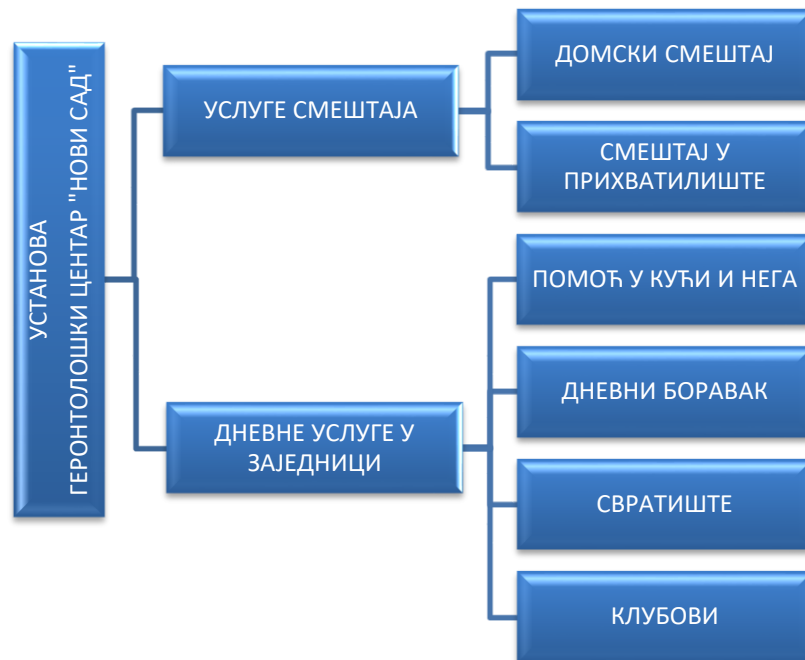 УСТАНОВА
ГЕРОНТОЛОШКИ ЦЕНТАР "НОВИ САД"
УСЛУГЕ СМЕШТАЈА
ДОМСКИ СМЕШТАЈ
СМЕШТАЈ У
ПРИХВАТИЛИШТЕ
ДНЕВНЕ УСЛУГЕ У
ЗАЈЕДНИЦИ
ПОМОЋ У КУЋИ И НЕГА
ДНЕВНИ БОРАВАК
СВРАТИШТЕ
КЛУБОВИ